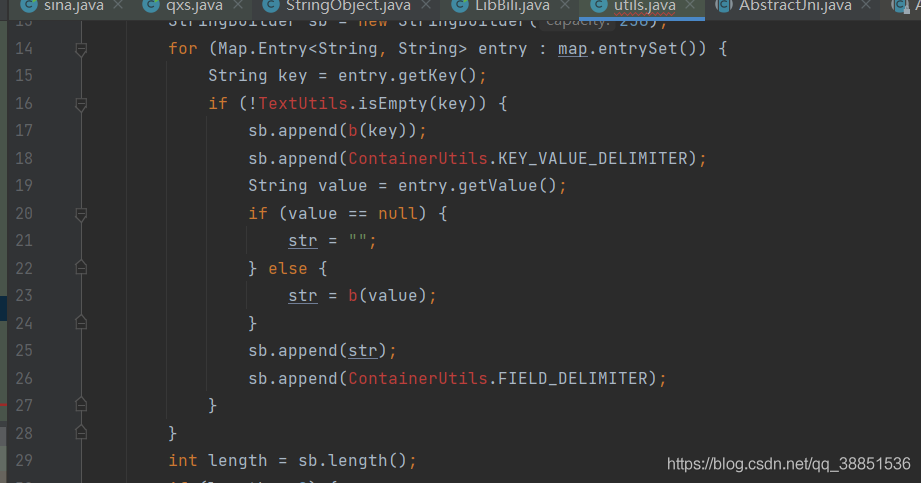 sina.java × qxs.java × StringObject.java × LibBili.java × utils.java × AbstractUni.java ×
StringBuilder sb = new StringBuilder( capacity: 256);
14 for (Map.Entry<String, String> entry : map.entrySet()) {
15 String key = entry.getKey();
16 if (!TextUtils.isEmpty(key)) {
17 sb.append(b(key));
18 sb.append(ContainerUtils.KEY_VALUE_DELIMITER);
19 String value = entry.getValue();
20 if (value == null) {
21 str = "";
22 } else {
23 str = b(value);
24 }
25 sb.append(str);
26 sb.append(ContainerUtils.FIELD_DELIMITER);
27 }
28 }
29 int length = sb.length();
https://blog.csdn.net/qq_38851536